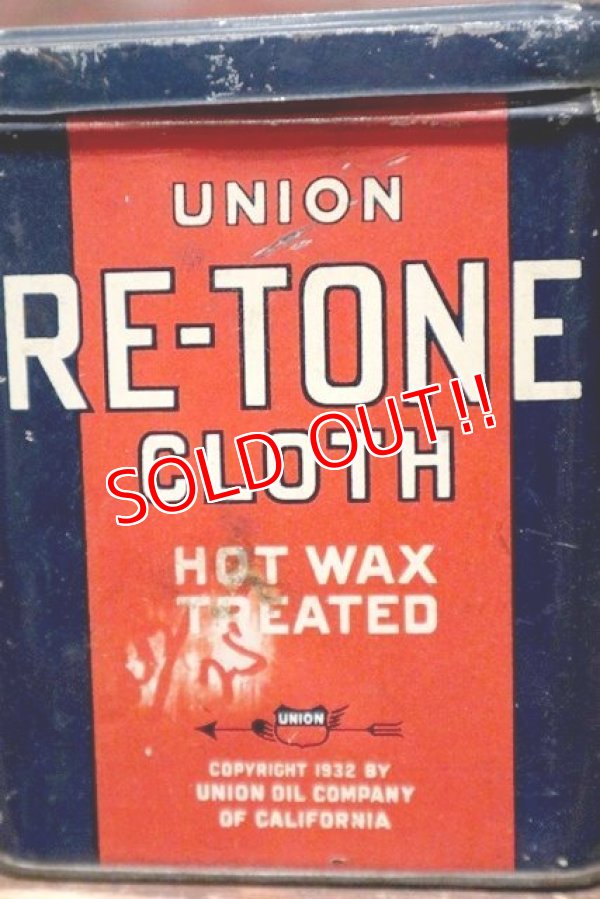 UNION
RE-TONE
CLOTH
SOLD OUT!!
HOT WAX
TREATED
UNION
COPYRIGHT 1932 BY
UNION OIL COMPANY
OF CALIFORNIA